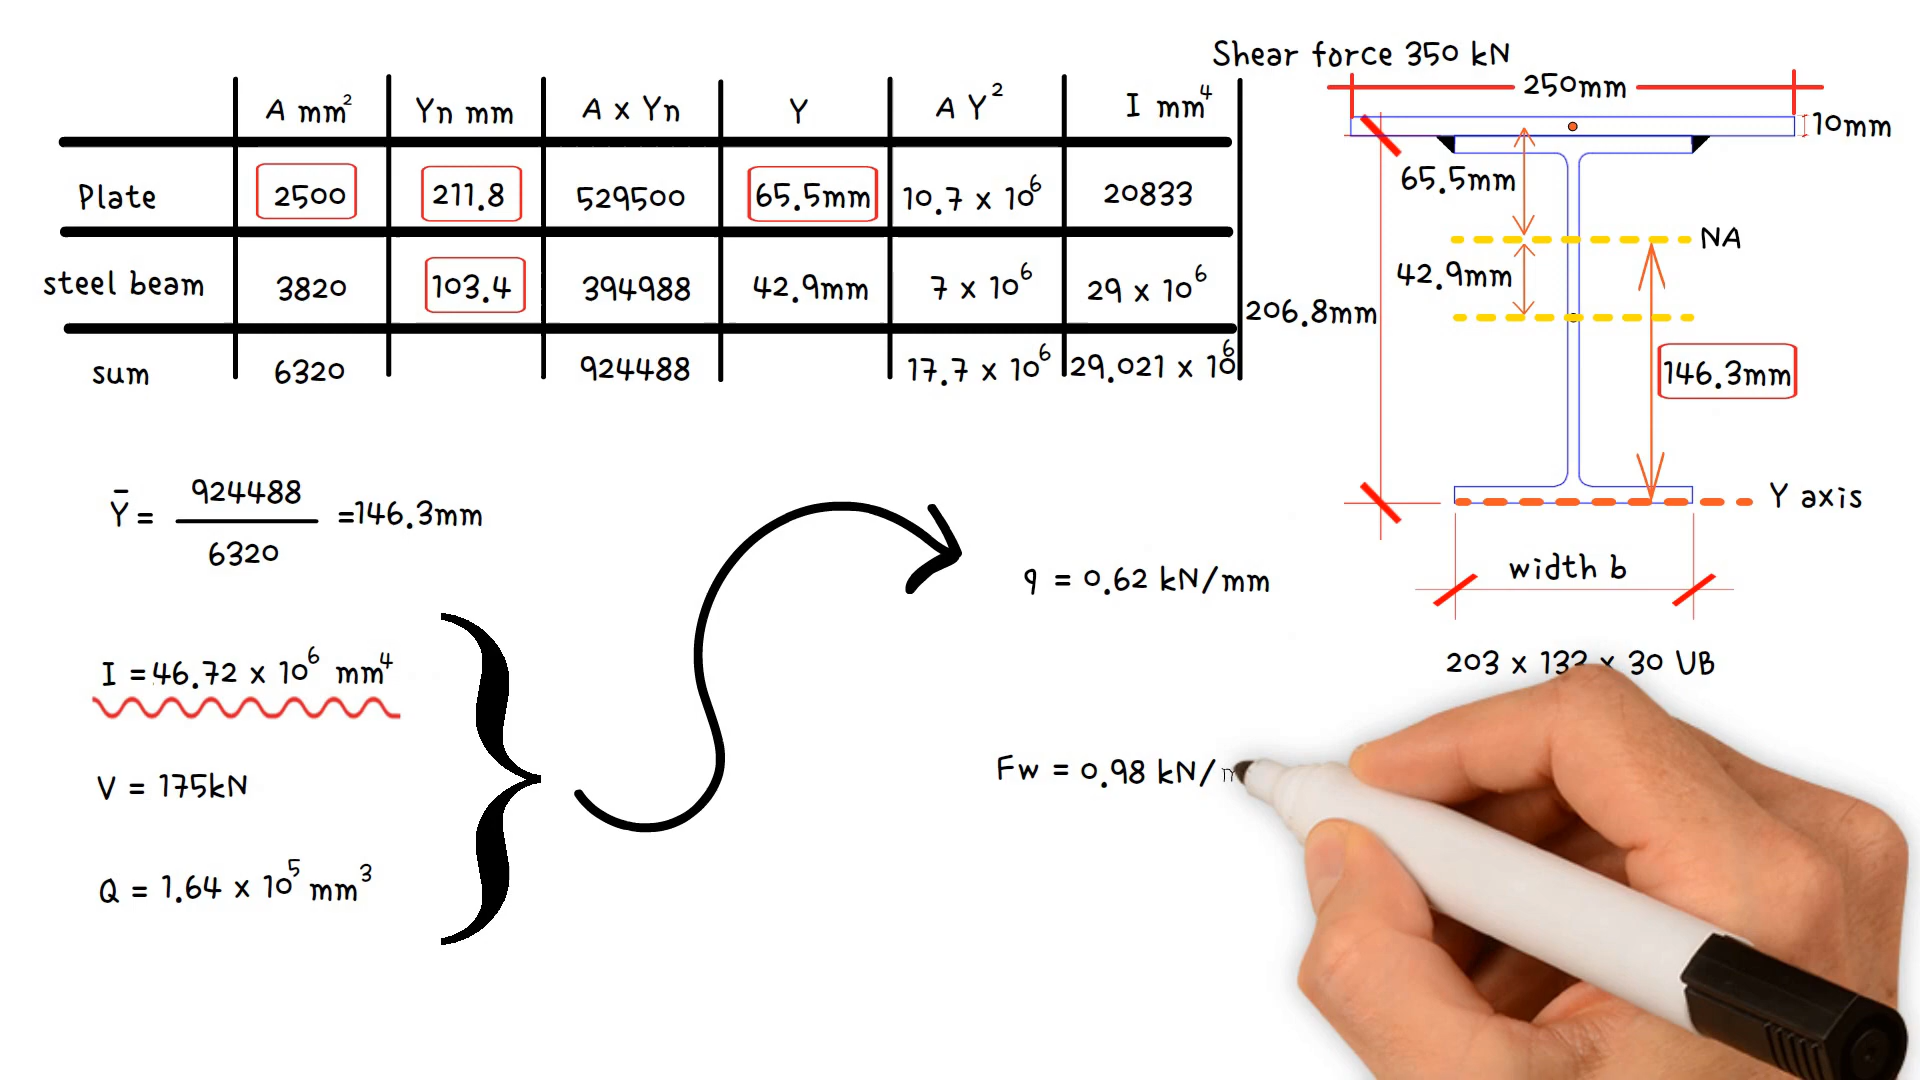 Shear force 350 kN
250mm
10mm
A mm² Yn mm A x Yn Y A Y² I mm⁴
Plate 2500 211.8 529500 65.5mm 10.7 x 10⁶ 20833
steel beam 3820 103.4 394988 42.9mm 7 x 10⁶ 29 x 10⁶
sum 6320 924488 17.7 x 10⁶ 29.021 x 10⁶
65.5mm
NA
42.9mm
206.8mm
146.3mm
Y axis
width b
203 x 133 x 30 UB
Ȳ = 924488 / 6320 =146.3mm
I = 46.72 x 10⁶ mm⁴
V = 175kN
Q = 1.64 x 10⁵ mm³
q = 0.62 kN/mm
Fw = 0.98 kN/